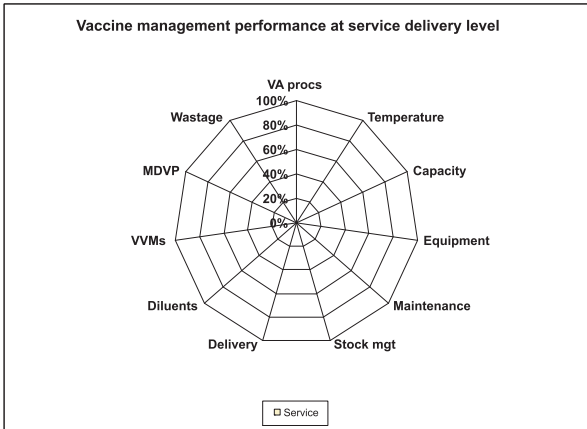 Vaccine management performance at service delivery level
VA procs
100%
Wastage
Temperature
80%
60%
MDVP
Capacity
40%
20%
0%
VVMs
Equipment
Diluents
Maintenance
Delivery
Stock mgt
Service